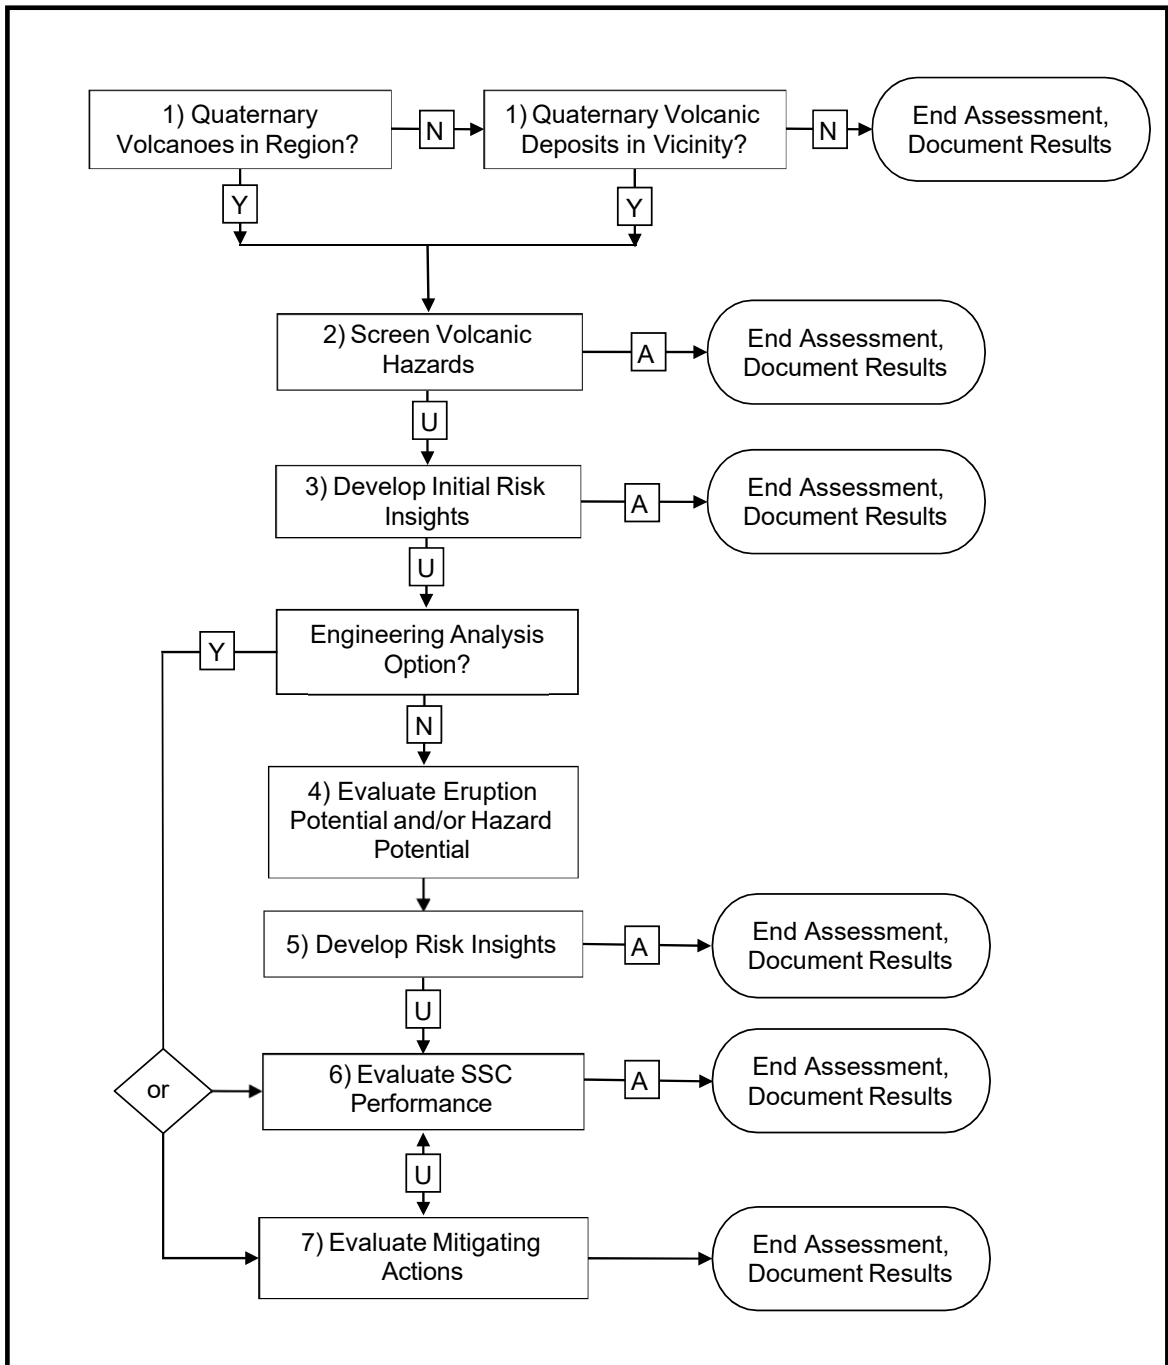 1) Quaternary
Volcanoes in Region?
N
1) Quaternary Volcanic
Deposits in Vicinity?
N
End Assessment,
Document Results
Y
Y
2) Screen Volcanic
Hazards
A
End Assessment,
Document Results
U
3) Develop Initial Risk
Insights
A
End Assessment,
Document Results
U
Engineering Analysis
Option?
Y
N
4) Evaluate Eruption
Potential and/or Hazard
Potential
5) Develop Risk Insights
A
End Assessment,
Document Results
U
or
6) Evaluate SSC
Performance
A
End Assessment,
Document Results
U
7) Evaluate Mitigating
Actions
End Assessment,
Document Results